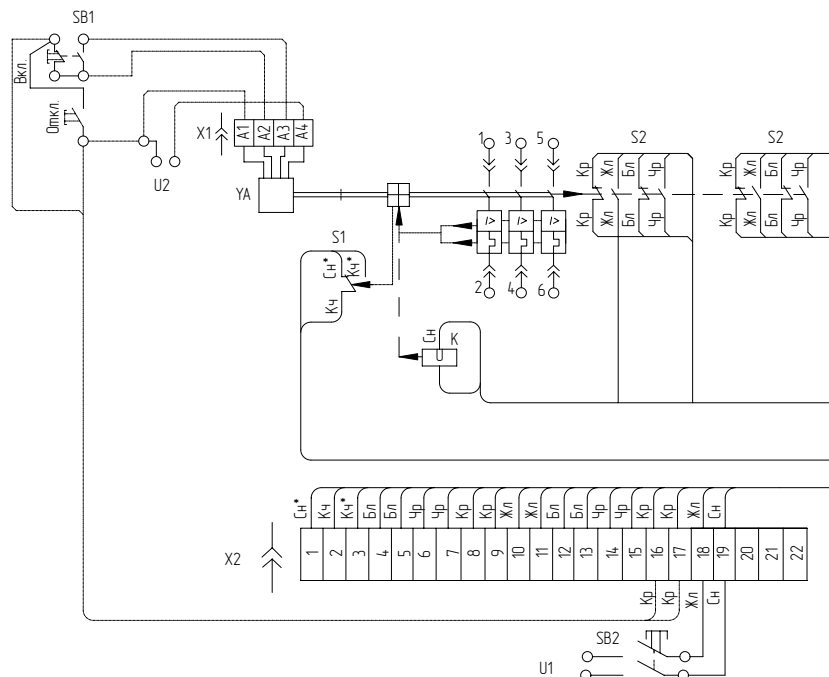 SB1
Вкл.
Откл.
X1
A1 A2 A3 A4
U2
YA
1 3 5
I> I> I>
2 4 6
S2
Кр Жл Бл Чр
Кр Жл Бл Чр
S2
Кр Жл Бл Чр
Кр Жл Бл Чр
S1
Сн* Кч*
Кч
Сн K
U
Сн* Кч Кч* Бл Бл Чр Чр Кр Кр Жл Жл Бл Бл Чр Чр Кр Кр Жл Сн
X2
1 2 3 4 5 6 7 8 9 10 11 12 13 14 15 16 17 18 19 20 21 22
Кр Кр Жл Сн
SB2
U1